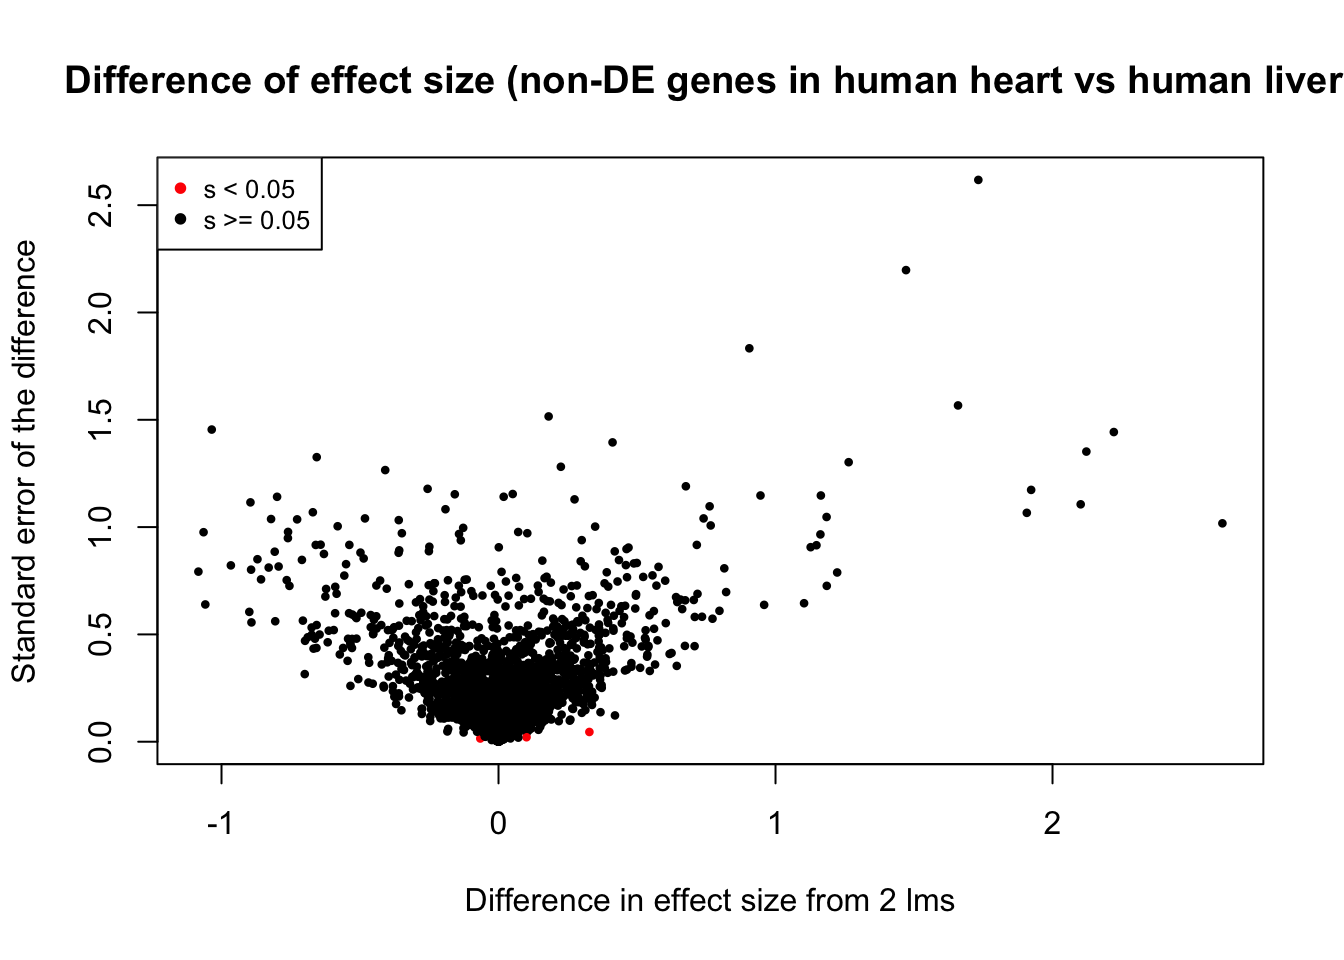 Difference of effect size (non-DE genes in human heart vs human liver
s < 0.05
s >= 0.05
Standard error of the difference
2.5
2.0
1.5
1.0
0.5
0.0
-1
0
1
2
Difference in effect size from 2 lms